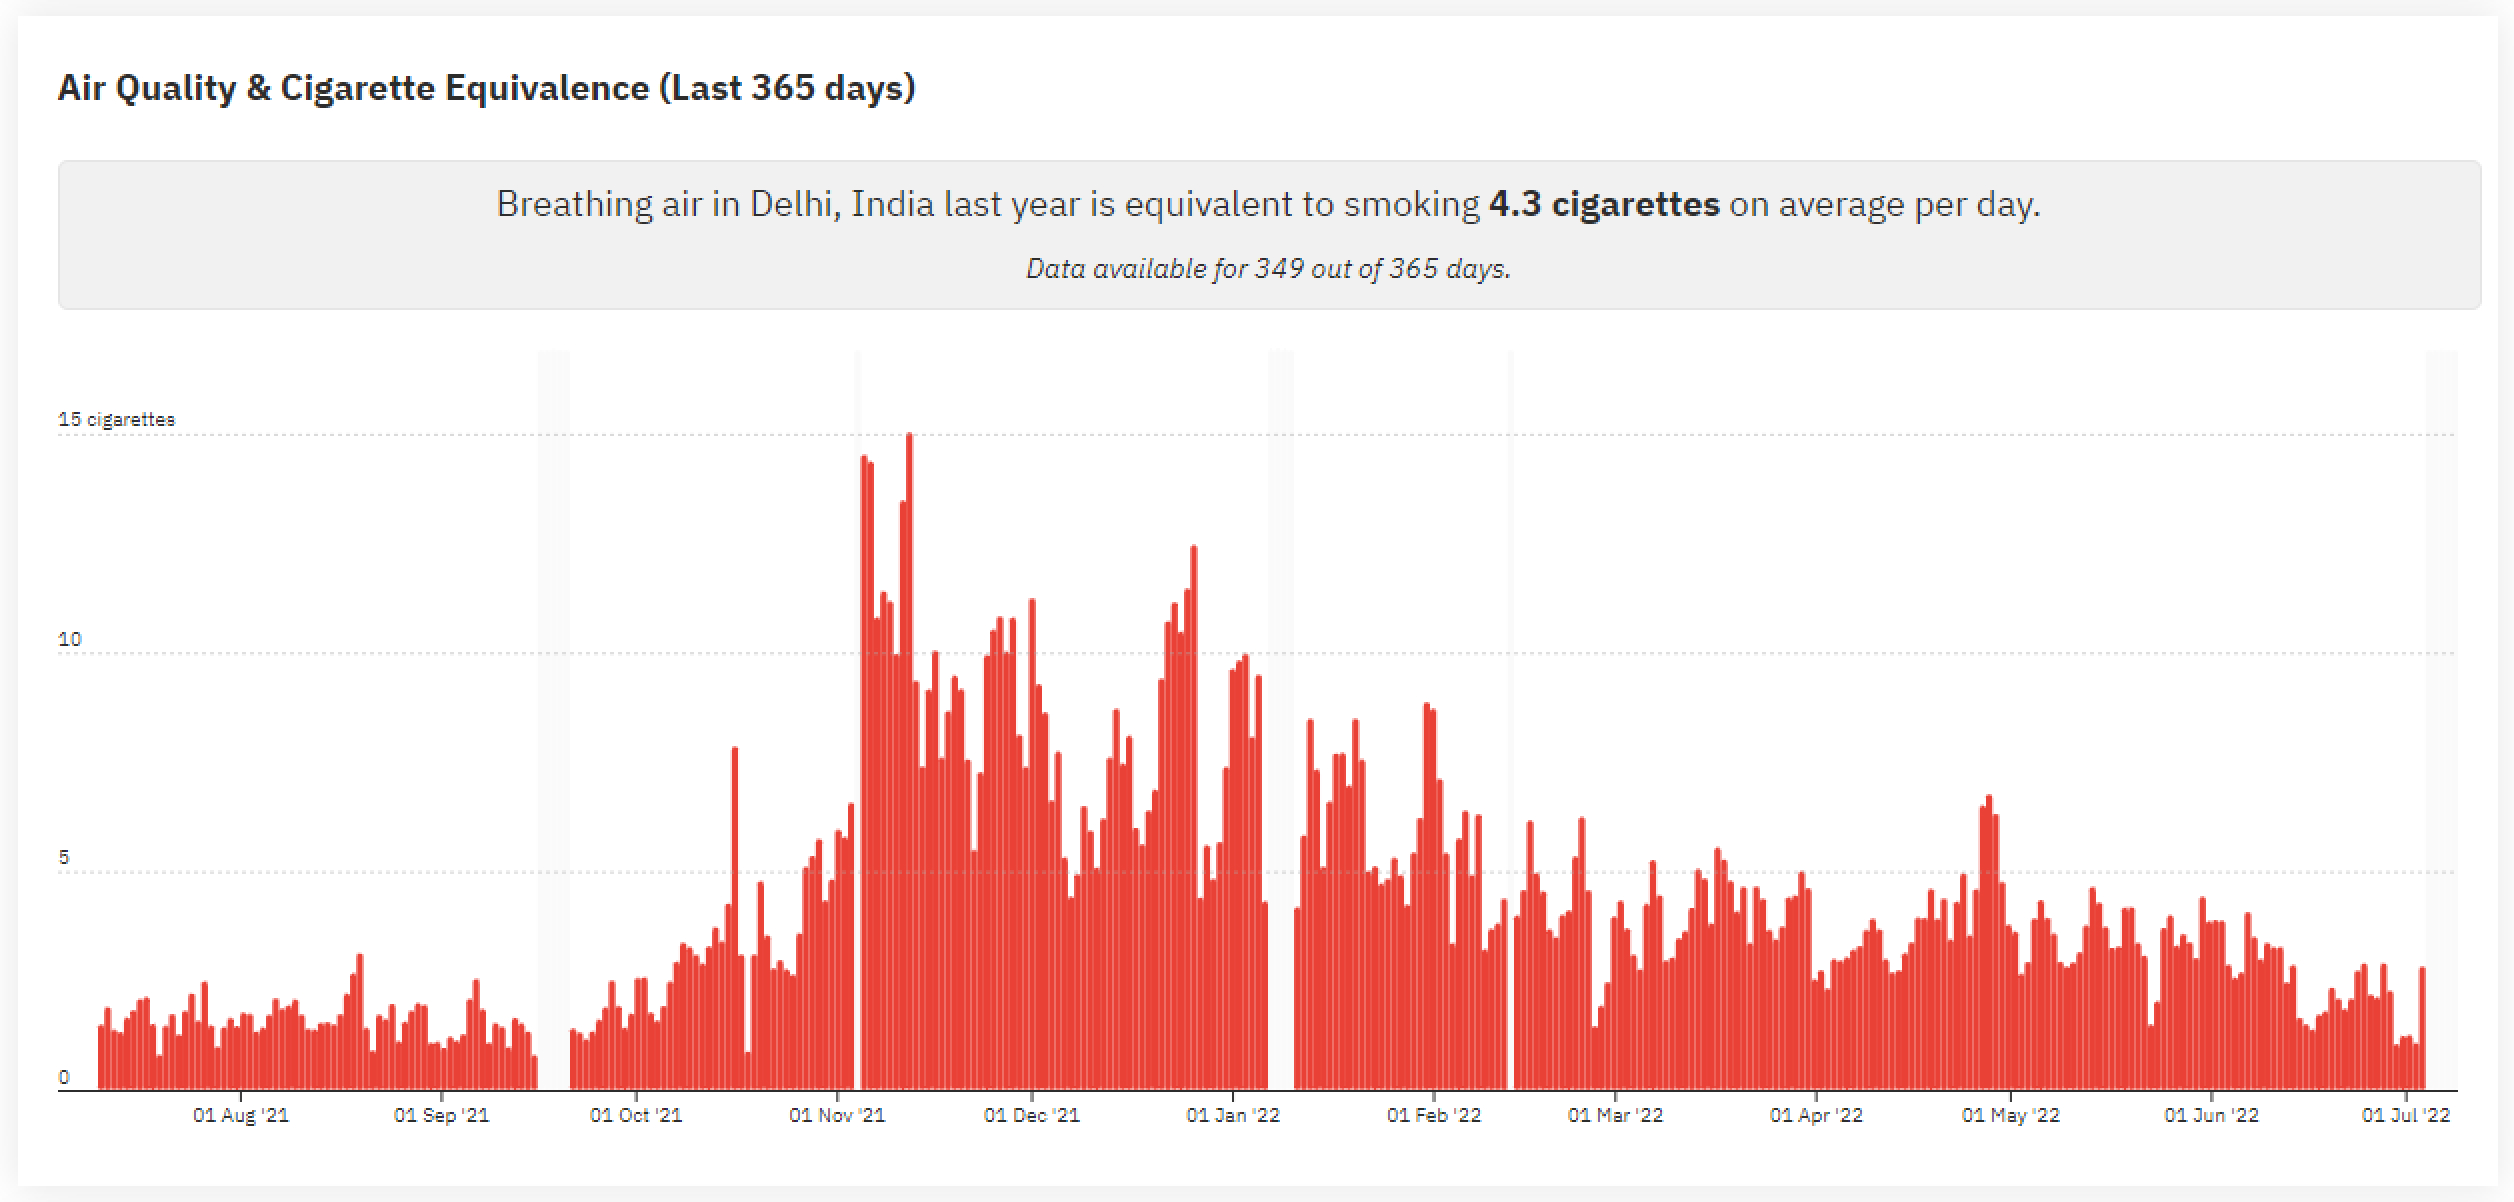 Air Quality & Cigarette Equivalence (Last 365 days)
Breathing air in Delhi, India last year is equivalent to smoking 4.3 cigarettes on average per day.
Data available for 349 out of 365 days.
15 cigarettes
10
5
0
01 Aug '21 01 Sep '21 01 Oct '21 01 Nov '21 01 Dec '21 01 Jan '22 01 Feb '22 01 Mar '22 01 Apr '22 01 May '22 01 Jun '22 01 Jul '22